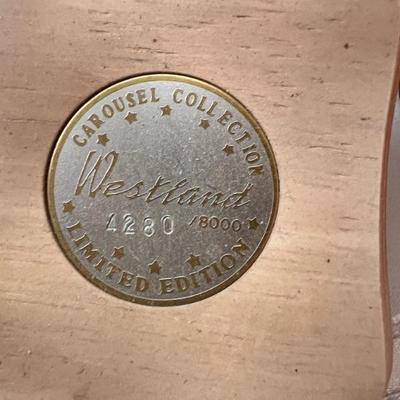 CAROUSEL COLLECTION
Westland
4280 /8000
LIMITED EDITION